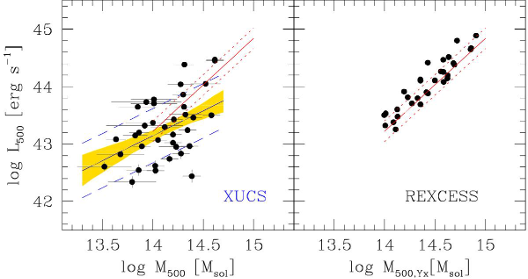 45
44
43
42
log L500 [erg s−1]
XUCS
REXCESS
13.5 14 14.5 15
13.5 14 14.5 15
log M500 [Msol]
log M500,Yx [Msol]